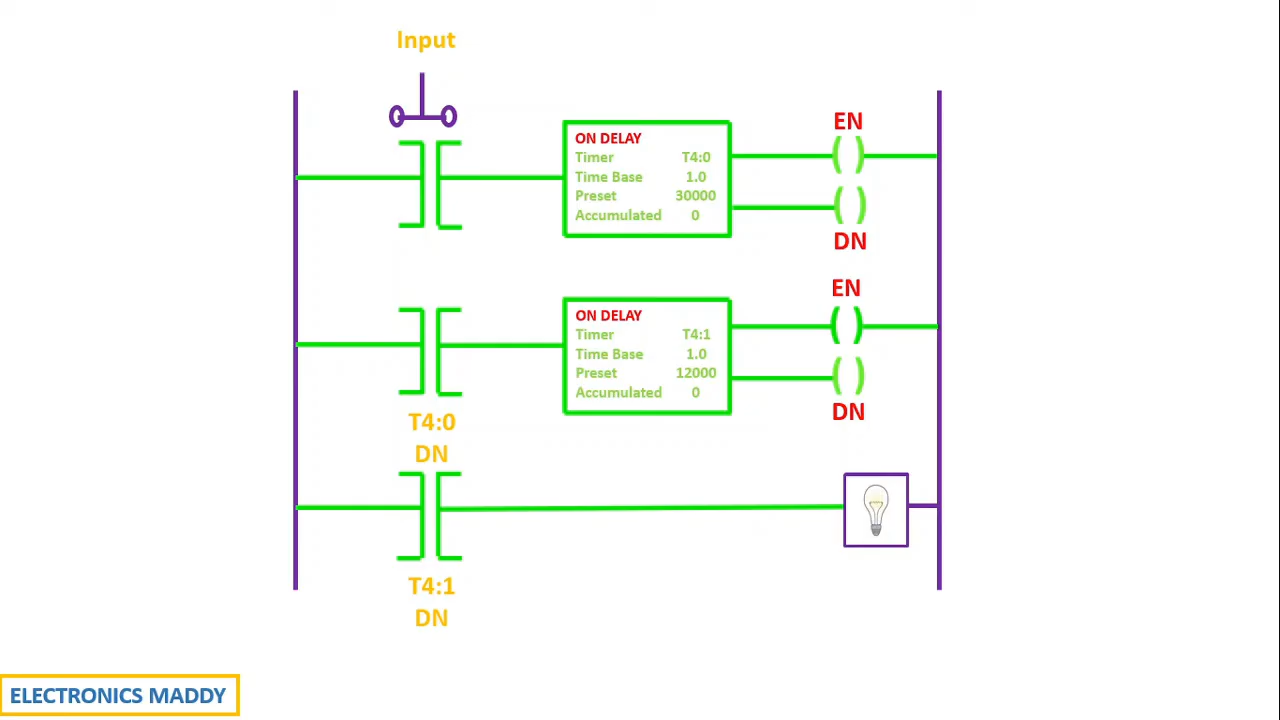 Input
EN
ON DELAY
Timer T4:0
Time Base 1.0
Preset 30000
Accumulated 0
DN
EN
ON DELAY
Timer T4:1
Time Base 1.0
Preset 12000
Accumulated 0
DN
T4:0
DN
T4:1
DN
ELECTRONICS MADDY